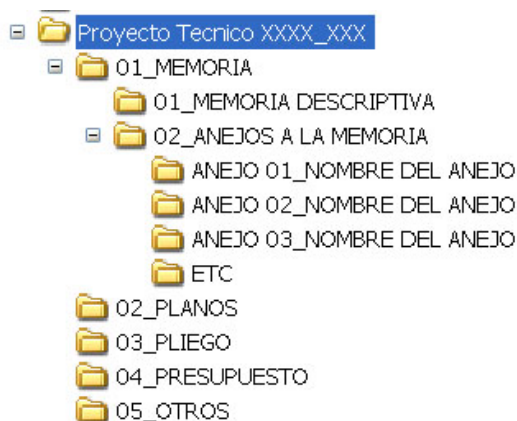 Proyecto Tecnico XXXX_XXX
01_MEMORIA
01_MEMORIA DESCRIPTIVA
02_ANEJOS A LA MEMORIA
ANEJO 01_NOMBRE DEL ANEJO
ANEJO 02_NOMBRE DEL ANEJO
ANEJO 03_NOMBRE DEL ANEJO
ETC
02_PLANOS
03_PLIEGO
04_PRESUPUESTO
05_OTROS